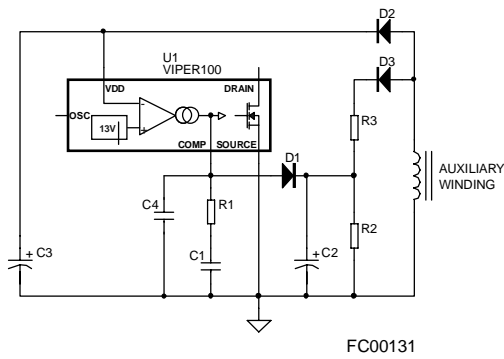 D2
U1
VIPER100
D3
VDD
DRAIN
OSC
13V
COMP SOURCE
R3
D1
AUXILIARY
WINDING
C4
R1
R2
C3
C1
C2
+
-
+
+
FC00131